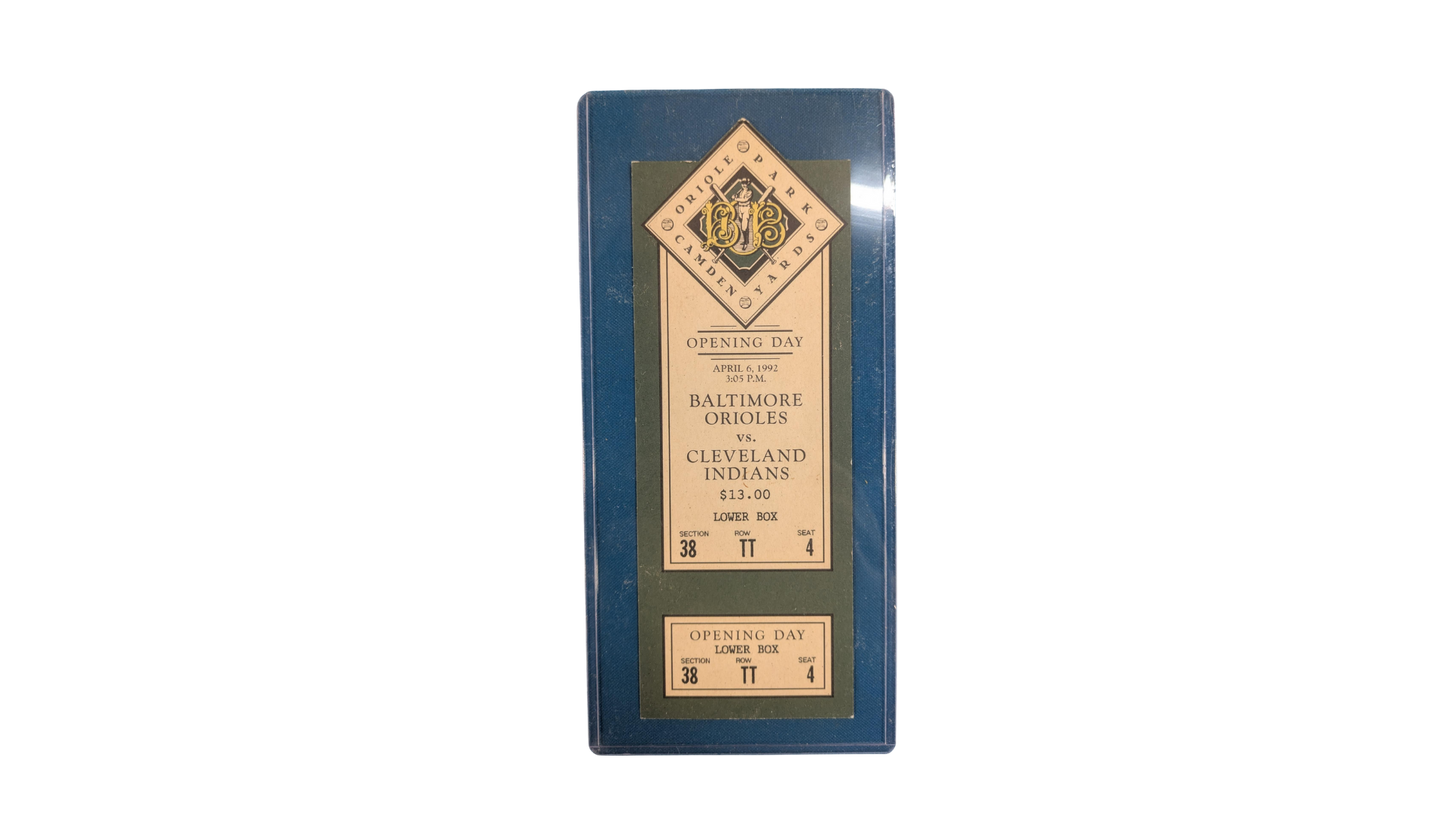 ORIOLE PARK
CAMDEN YARDS
BB
OPENING DAY
APRIL 6, 1992
3:05 P.M.
BALTIMORE
ORIOLES
vs.
CLEVELAND
INDIANS
$13.00
LOWER BOX
SECTION ROW SEAT
38 TT 4
OPENING DAY
LOWER BOX
SECTION ROW SEAT
38 TT 4